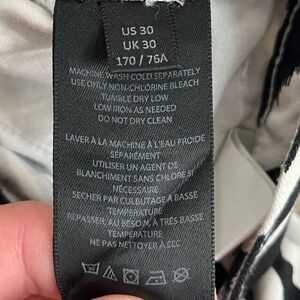 US 30
UK 30
170 / 76A
MACHINE WASH COLD SEPARATELY
USE ONLY NON-CHLORINE BLEACH
TUMBLE DRY LOW
LOW IRON AS NEEDED
DO NOT DRY CLEAN
LAVER À LA MACHINE À L'EAU FROIDE
SÉPARÉMENT
UTILISER UN AGENT DE
BLANCHIMENT SANS CHLORE SI
NÉCESSAIRE
SECHER PAR CULBUTAGE À BASSE
TEMPÉRATURE
REPASSER, AU BESOIN, À TRÈS BASSE
TEMPÉRATURE
NE PAS NETTOYER À SEC